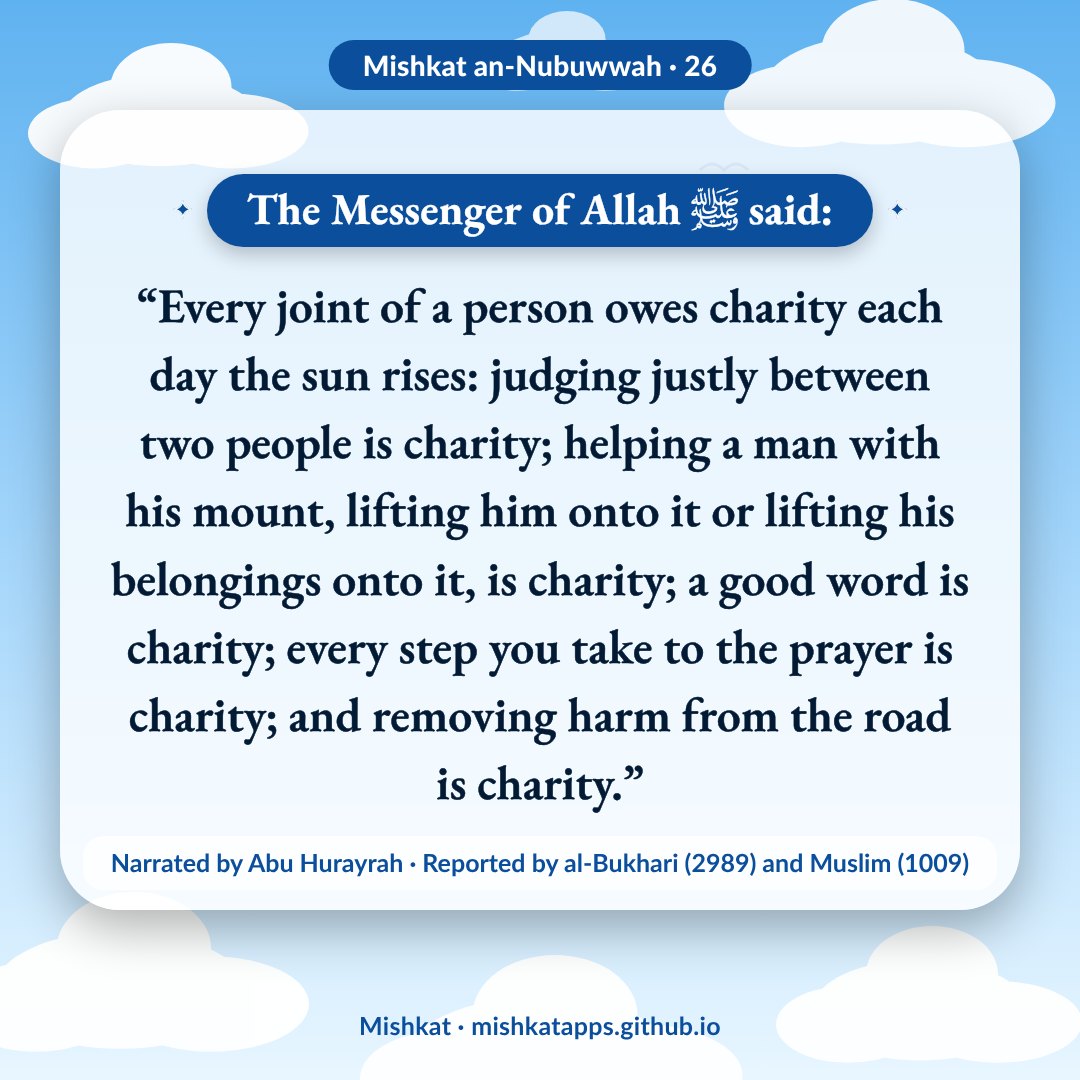 Mishkat an-Nubuwwah · 26
The Messenger of Allah ﷺ said:
“Every joint of a person owes charity each
day the sun rises: judging justly between
two people is charity; helping a man with
his mount, lifting him onto it or lifting his
belongings onto it, is charity; a good word is
charity; every step you take to the prayer is
charity; and removing harm from the road
is charity.”
Narrated by Abu Hurayrah · Reported by al-Bukhari (2989) and Muslim (1009)
Mishkat · mishkatapps.github.io